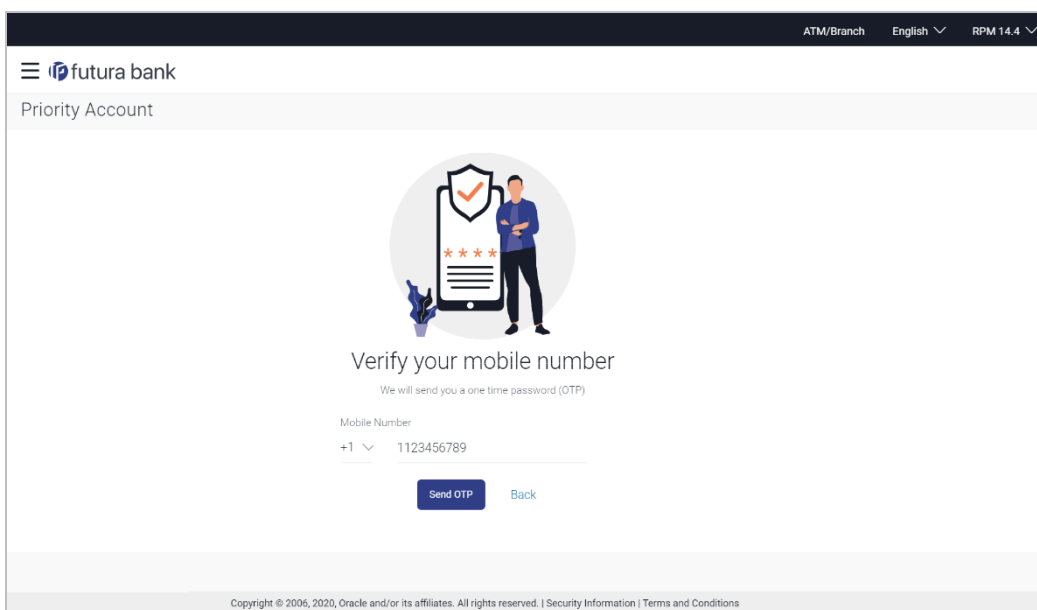 ATM/Branch English RPM 14.4
futura bank
Priority Account
* * * *
Verify your mobile number
We will send you a one time password (OTP)
Mobile Number
+1 1123456789
Send OTP Back
Copyright © 2006, 2020, Oracle and/or its affiliates. All rights reserved. | Security Information | Terms and Conditions